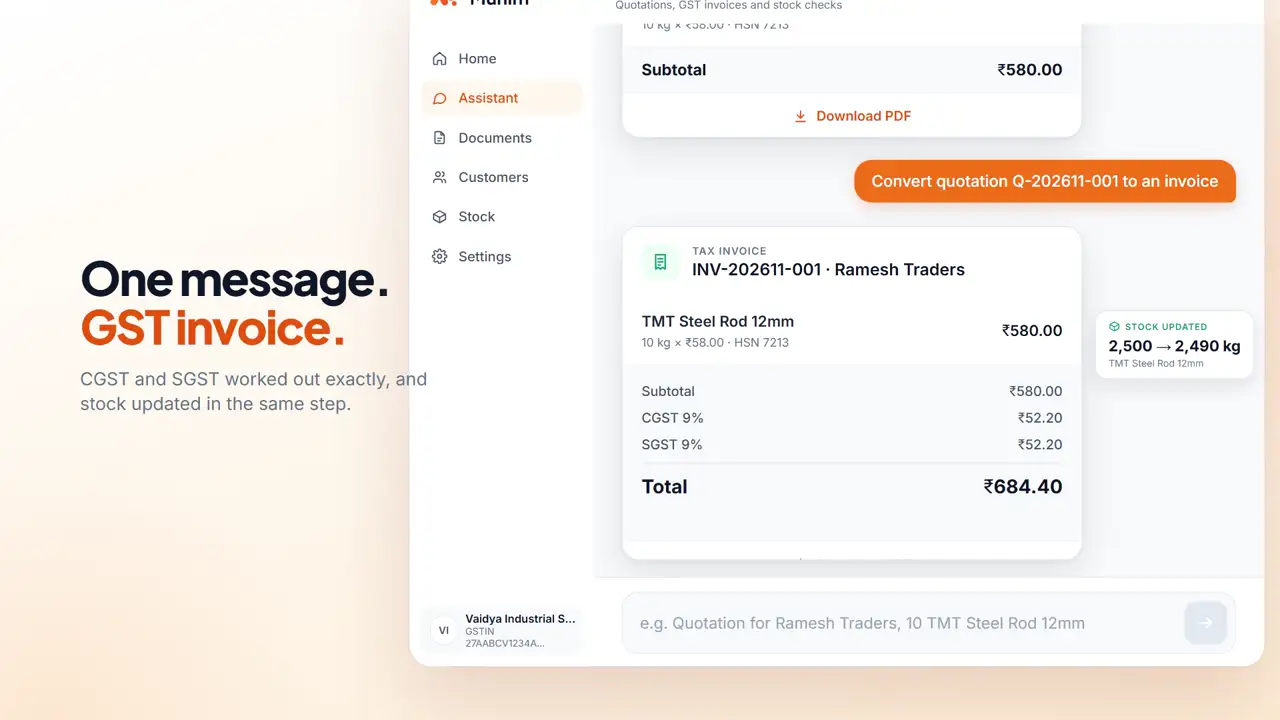 One message.
GST invoice.
CGST and SGST worked out exactly, and
stock updated in the same step.
Munim
Quotations, GST invoices and stock checks
Home
Assistant
Documents
Customers
Stock
Settings
Vaidya Industrial S...
VI
GSTIN
27AABCV1234A...
10 kg × ₹58.00 · HSN 7213
Subtotal ₹580.00
Download PDF
Convert quotation Q-202611-001 to an invoice
TAX INVOICE
INV-202611-001 · Ramesh Traders
TMT Steel Rod 12mm ₹580.00
10 kg × ₹58.00 · HSN 7213
Subtotal ₹580.00
CGST 9% ₹52.20
SGST 9% ₹52.20
Total ₹684.40
STOCK UPDATED
2,500 → 2,490 kg
TMT Steel Rod 12mm
e.g. Quotation for Ramesh Traders, 10 TMT Steel Rod 12mm